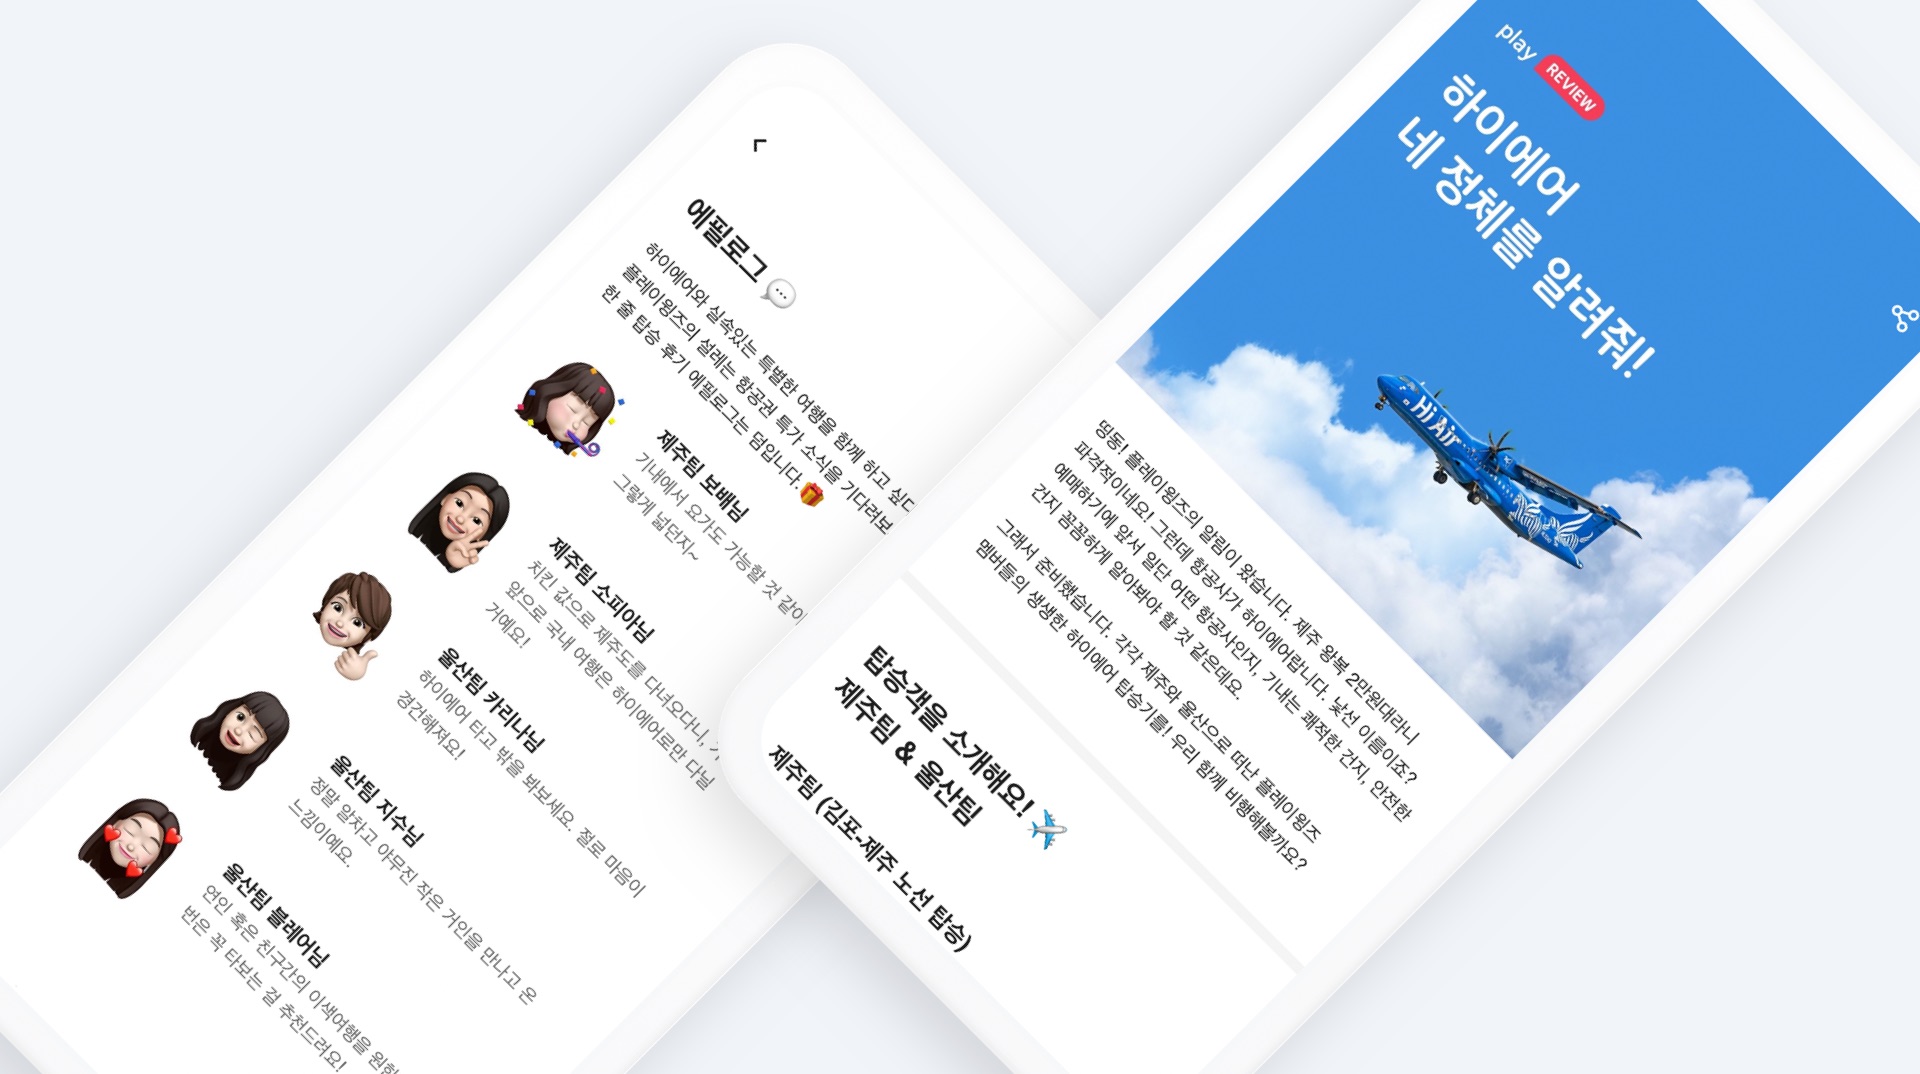 에필로그
하이에어와 실속있는 특별한 여행을 함께 하고 싶다
플레이윙즈의 설레는 항공권 특가 소식을 기다려보
한 줄 탑승 후기 에필로그는 덤입니다.
제주팀 보배님
기내에서 요가도 가능할 것 같아
그렇게 넓던지~
제주팀 소피아님
치킨 값으로 제주도를 다녀오다니,
앞으로 국내 여행은 하이에어로만 다닐
거예요!
울산팀 카리나님
하이에어 타고 밖을 봐보세요. 절로 마음이
경건해져요!
울산팀 지수님
정말 알차고 야무진 작은 거인을 만나고 온
느낌이예요.
울산팀 블레어님
연인 혹은 친구간의 이색여행을
번은 꼭 타보는 걸 추천드려요!
play REVIEW
하이에어
네 정체를 알려줘!
Hi Air
띵동! 플레이윙즈의 알림이 왔습니다. 제주 왕복 2만원대라니
파격적이네요! 그런데 항공사가 하이에어랍니다. 낯선 이름이죠?
예매하기에 앞서 일단 어떤 항공사인지, 기내는 쾌적한 건지, 안전한
건지 꼼꼼하게 알아봐야 할 것 같은데요.
그래서 준비했습니다. 각각 제주와 울산으로 떠난 플레이윙즈
멤버들의 생생한 하이에어 탑승기를! 우리 함께 비행해볼까요?
탑승객을 소개해요!
제주팀 & 울산팀
제주팀 (김포-제주 노선 탑승)